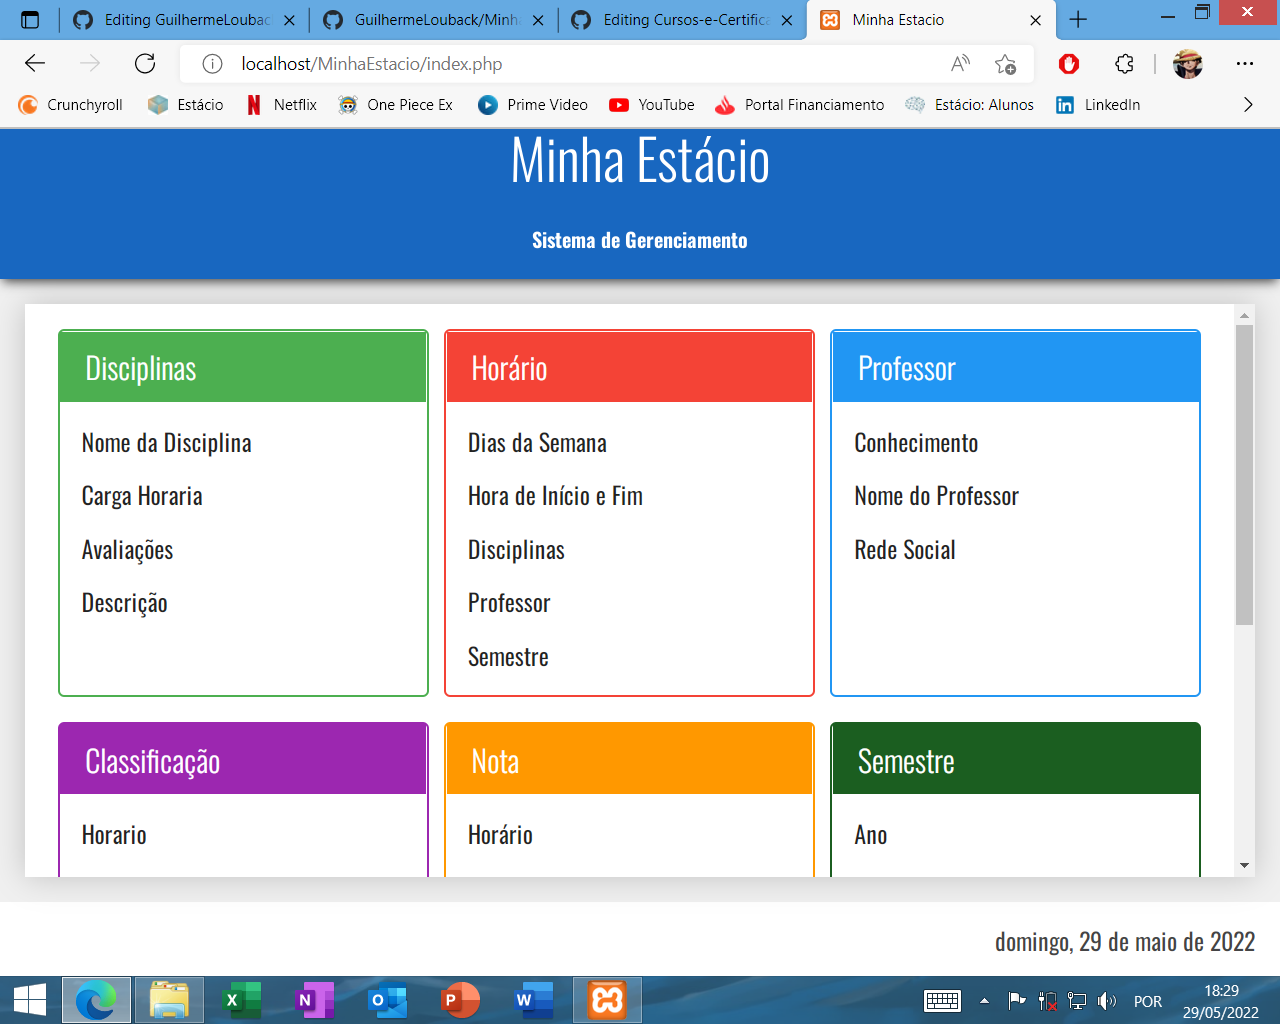 Editing GuilhermeLoubac
GuilhermeLouback/Minh
Editing Cursos-e-Certifica
Minha Estacio
localhost/MinhaEstacio/index.php
Crunchyroll
Estácio
Netflix
One Piece Ex
Prime Video
YouTube
Portal Financiamento
Estácio: Alunos
LinkedIn
Minha Estácio
Sistema de Gerenciamento
Disciplinas
Nome da Disciplina
Carga Horaria
Avaliações
Descrição
Horário
Dias da Semana
Hora de Início e Fim
Disciplinas
Professor
Semestre
Professor
Conhecimento
Nome do Professor
Rede Social
Classificação
Horario
Nota
Horário
Semestre
Ano
domingo, 29 de maio de 2022
POR
18:29
29/05/2022